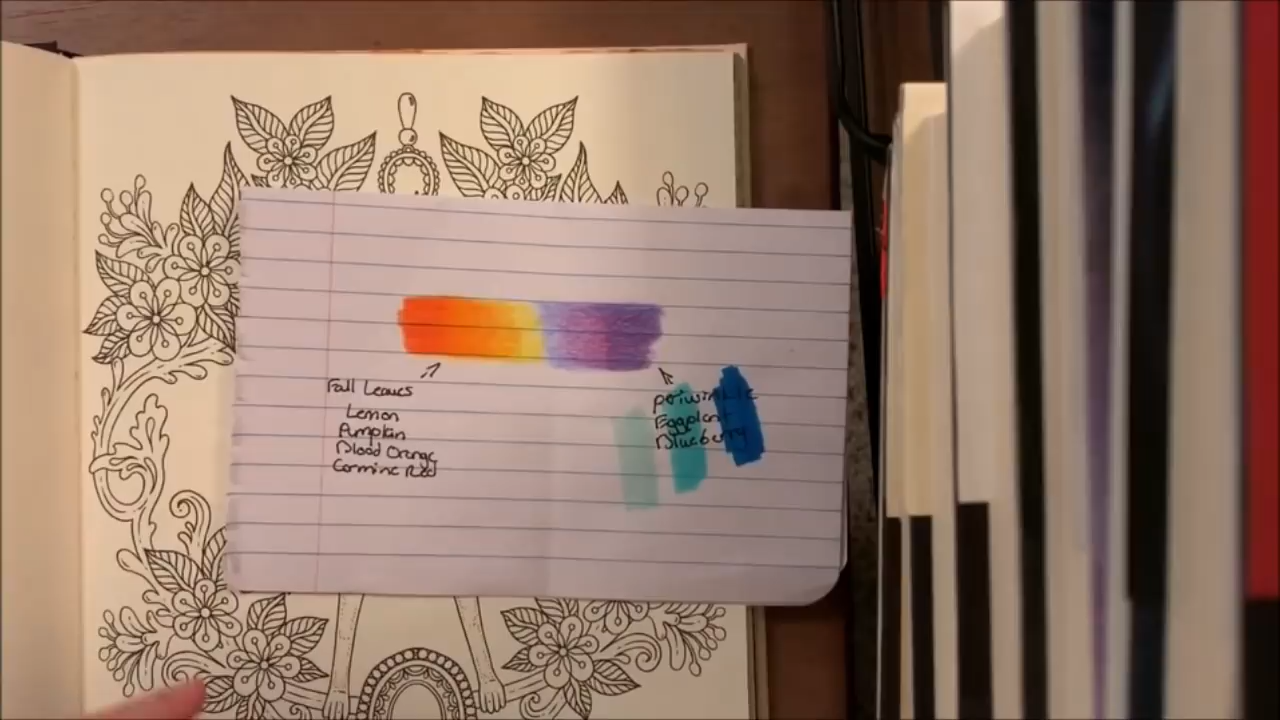 Fall Leaves
Lemon
Pumpkin
Blood Orange
Carmine Red
periwinkle
Eggplant
Blueberry